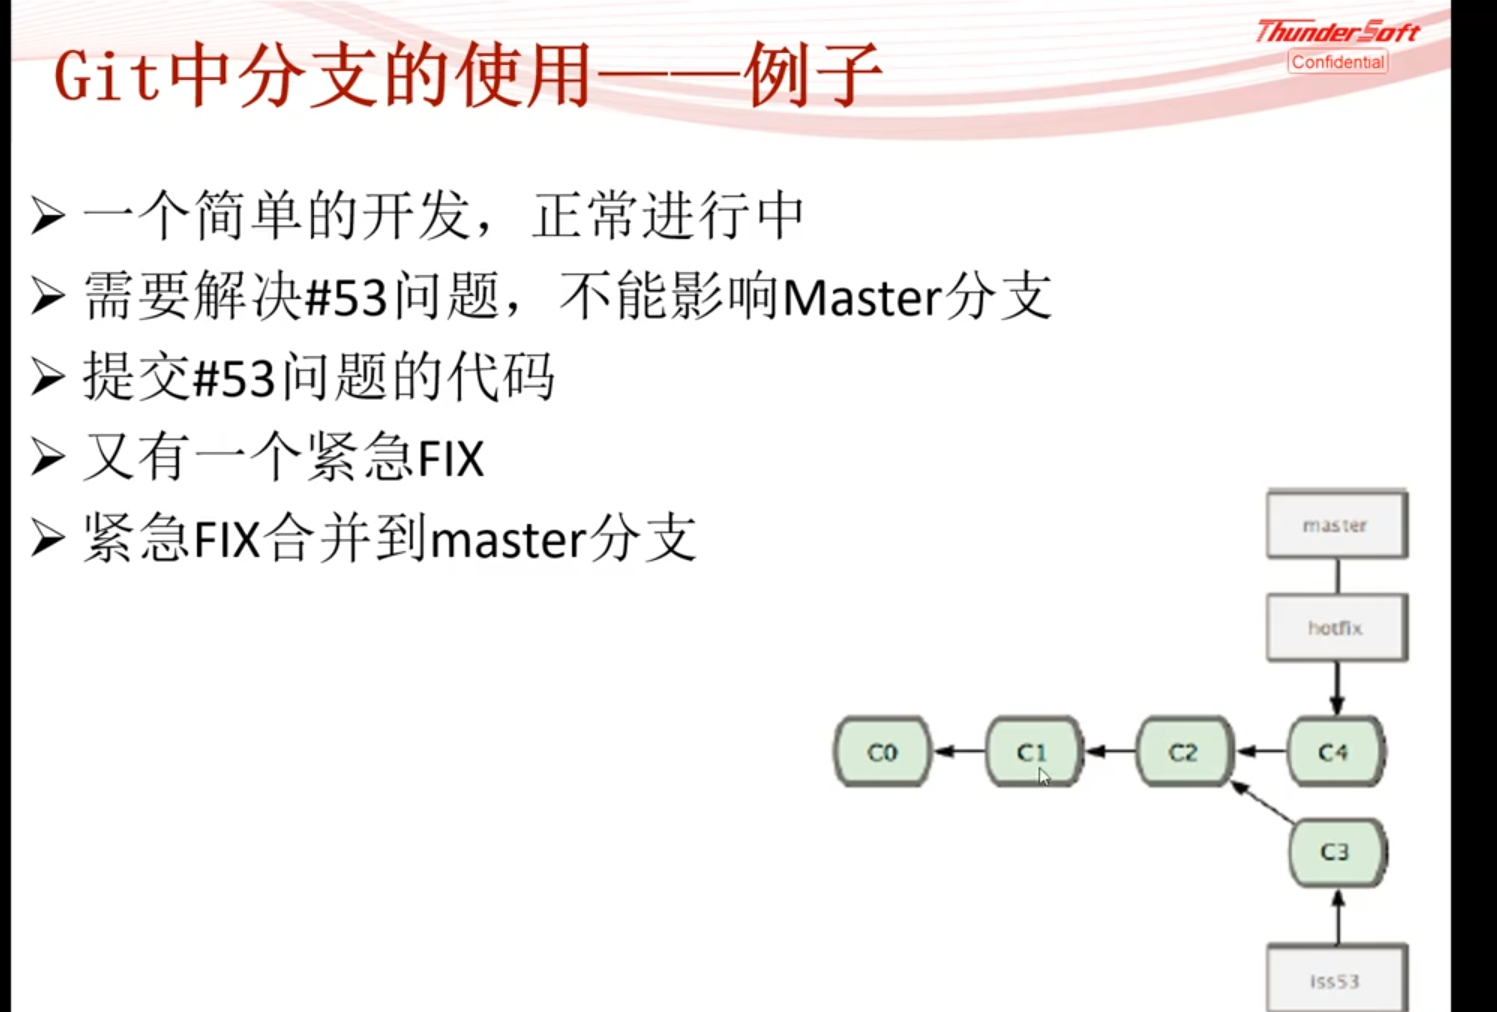 ThunderSoft
Confidential
Git中分支的使用——例子
一个简单的开发，正常进行中
需要解决#53问题，不能影响Master分支
提交#53问题的代码
又有一个紧急FIX
紧急FIX合并到master分支
master
hotfix
C0
C1
C2
C4
C3
iss53